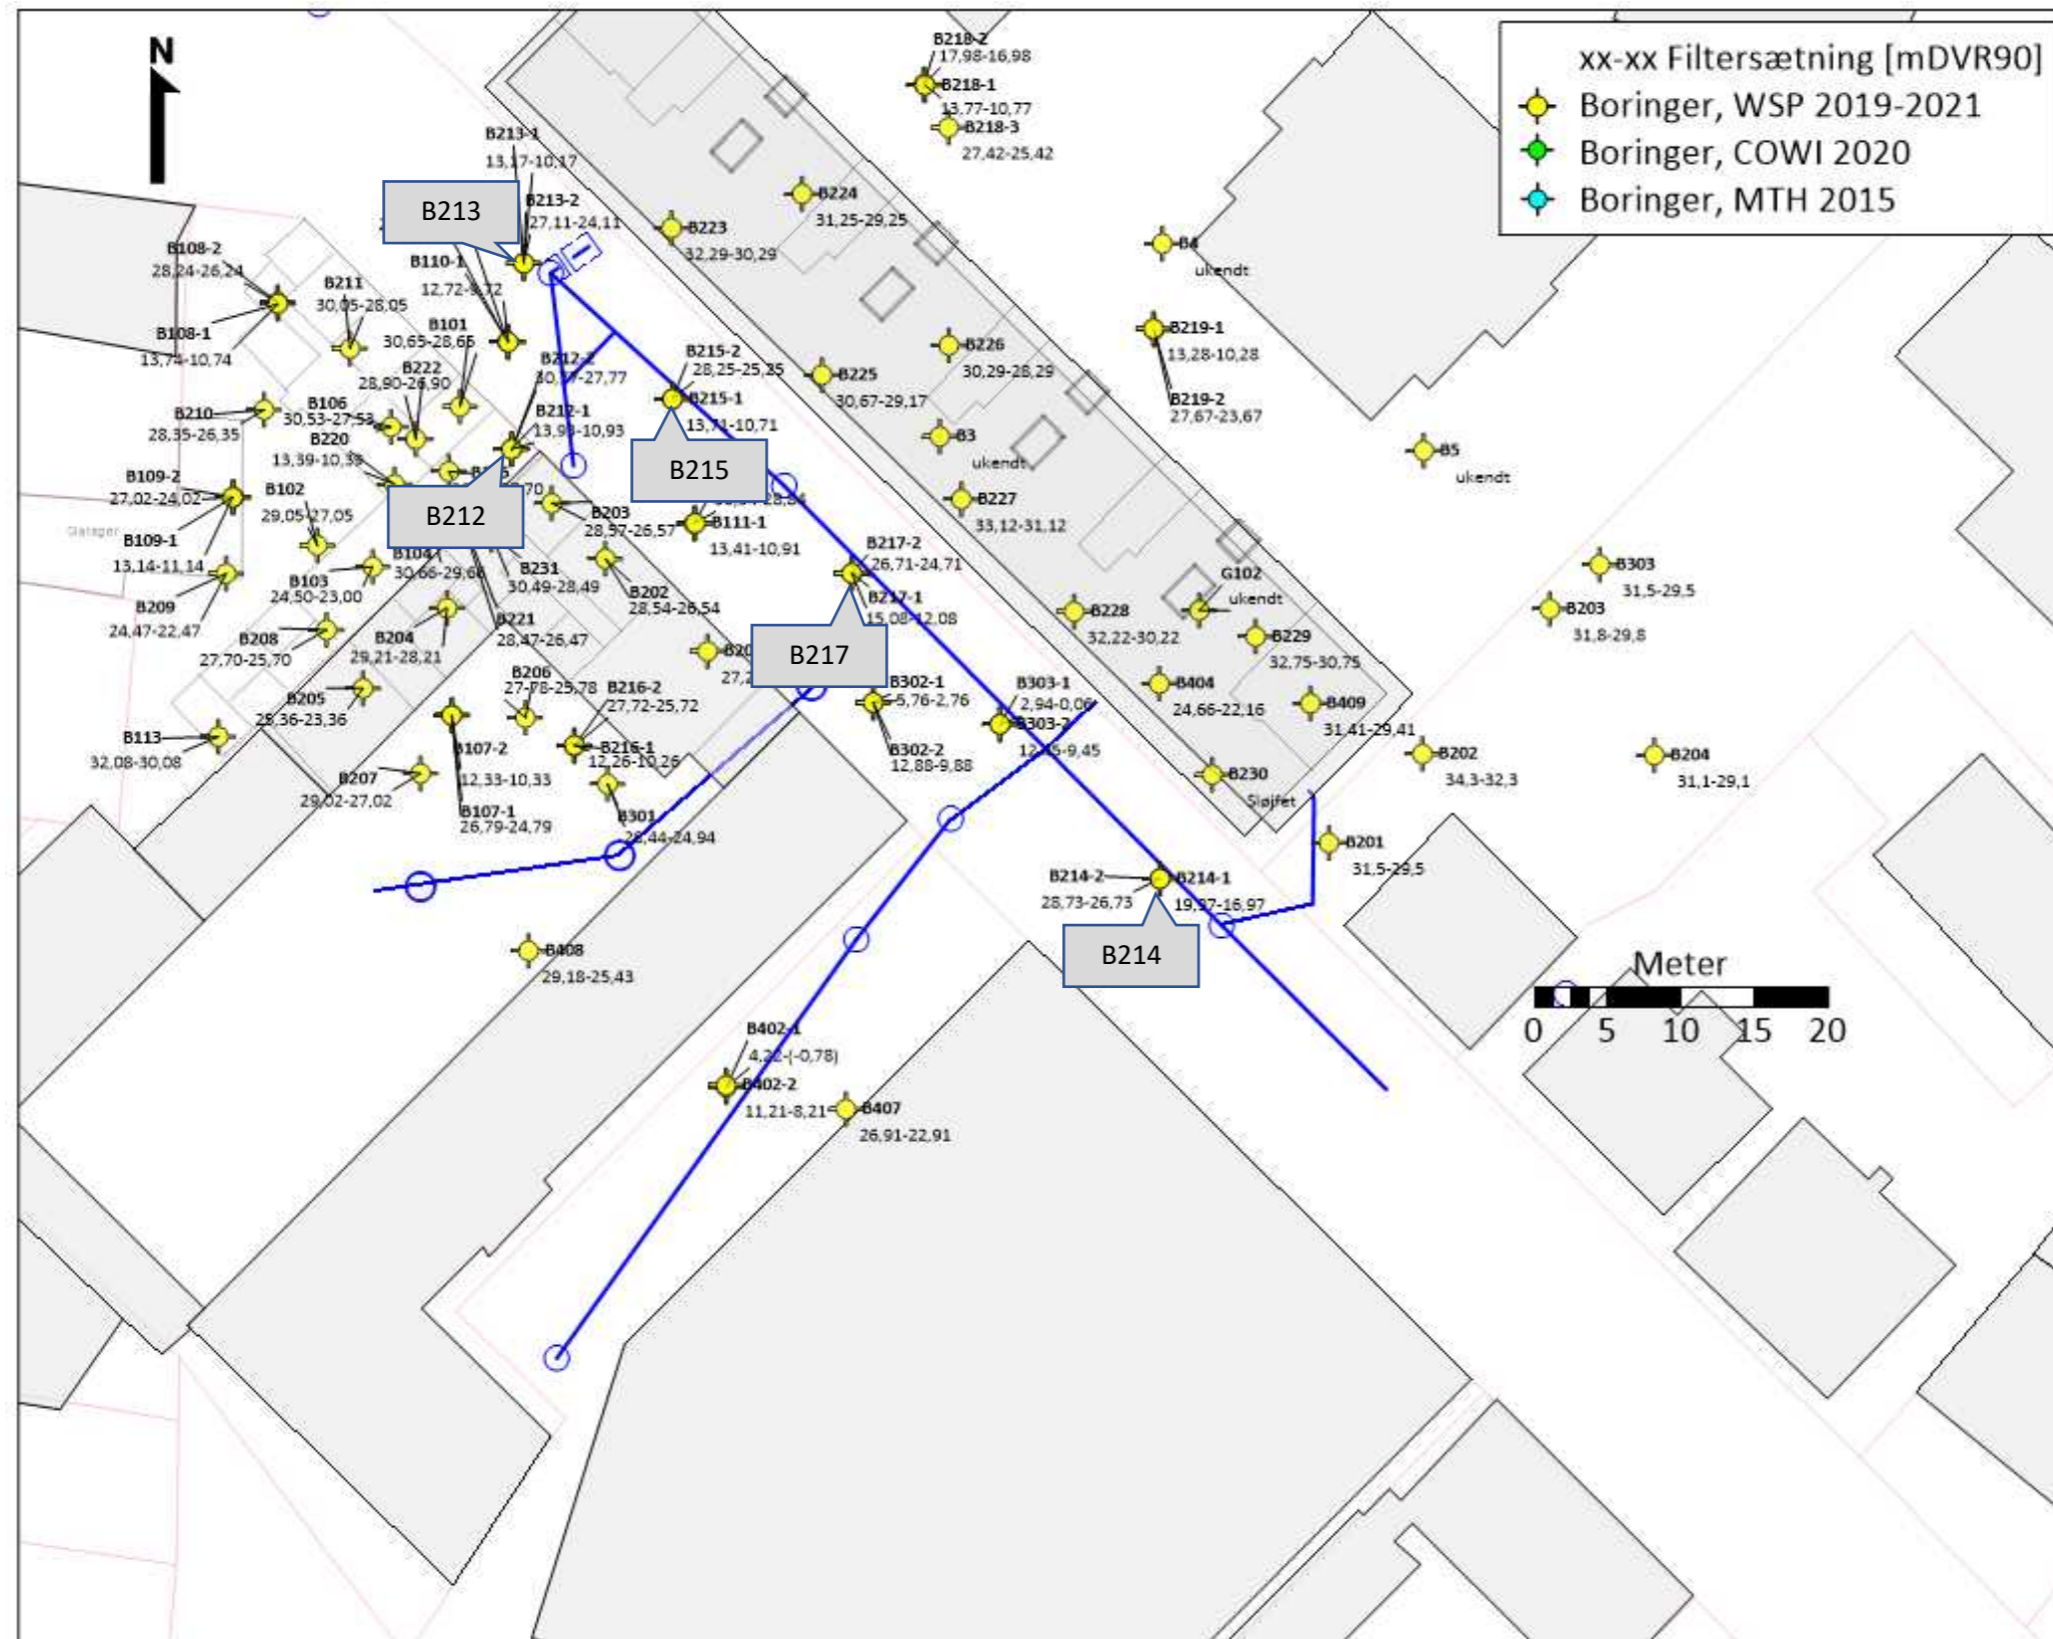 N
xx-xx Filtersætning [mDVR90]
Boringer, WSP 2019-2021
Boringer, COWI 2020
Boringer, MTH 2015
B218-2
17,98-16,98
B218-1
13,77-10,77
B218-3
27,42-25,42
B213-1
13,17-10,17
B213
B213-2
27,11-24,11
B224
31,25-29,25
B223
32,29-30,29
B4
ukendt
B108-2
28,24-26,24
B110-1
12,72-9,72
B211
30,05-28,05
B108-1
13,74-10,74
B101
30,65-28,65
B219-1
13,28-10,28
B226
30,29-28,29
B215-2
28,25-25,25
B212-2
27,77
B222
28,90-26,90
B225
30,67-29,17
B219-2
27,67-23,67
B215-1
13,71-10,71
B210
28,35-26,35
B106
30,53-27,53
B212-1
13,93-10,93
B220
13,39-10,39
B3
ukendt
B5
ukendt
B215
B109-2
27,02-24,02
B102
29,05-27,05
B212
B203
28,57-26,57
B111-1
13,41-10,91
B227
33,12-31,12
B109-1
13,14-11,14
B104
30,66-29,66
B103
24,50-23,00
B231
30,49-28,49
B202
28,54-26,54
B217-2
26,71-24,71
B217-1
15,08-12,08
G102
ukendt
B303
31,5-29,5
B203
31,8-29,8
B209
24,47-22,47
B208
27,70-25,70
B204
29,21-28,21
B221
28,47-26,47
B217
B228
32,22-30,22
B229
32,75-30,75
B206
27,78-25,78
B216-2
27,72-25,72
B302-1
5,76-2,76
B303-1
2,94-0,06
B303-2
B404
24,66-22,16
B409
31,41-29,41
B205
25,36-23,36
B113
32,08-30,08
B107-2
12,33-10,33
B216-1
12,26-10,26
B302-2
12,88-9,88
B202
34,3-32,3
B204
31,1-29,1
B230
Sløjfet
B207
29,02-27,02
B107-1
26,79-24,79
B301
26,44-24,94
B201
31,5-29,5
B214-2
28,73-26,73
B214-1
19,97-16,97
B214
B408
29,18-25,43
Meter
0 5 10 15 20
B402-1
4,22-(-0,78)
B402-2
11,21-8,21
B407
26,91-22,91